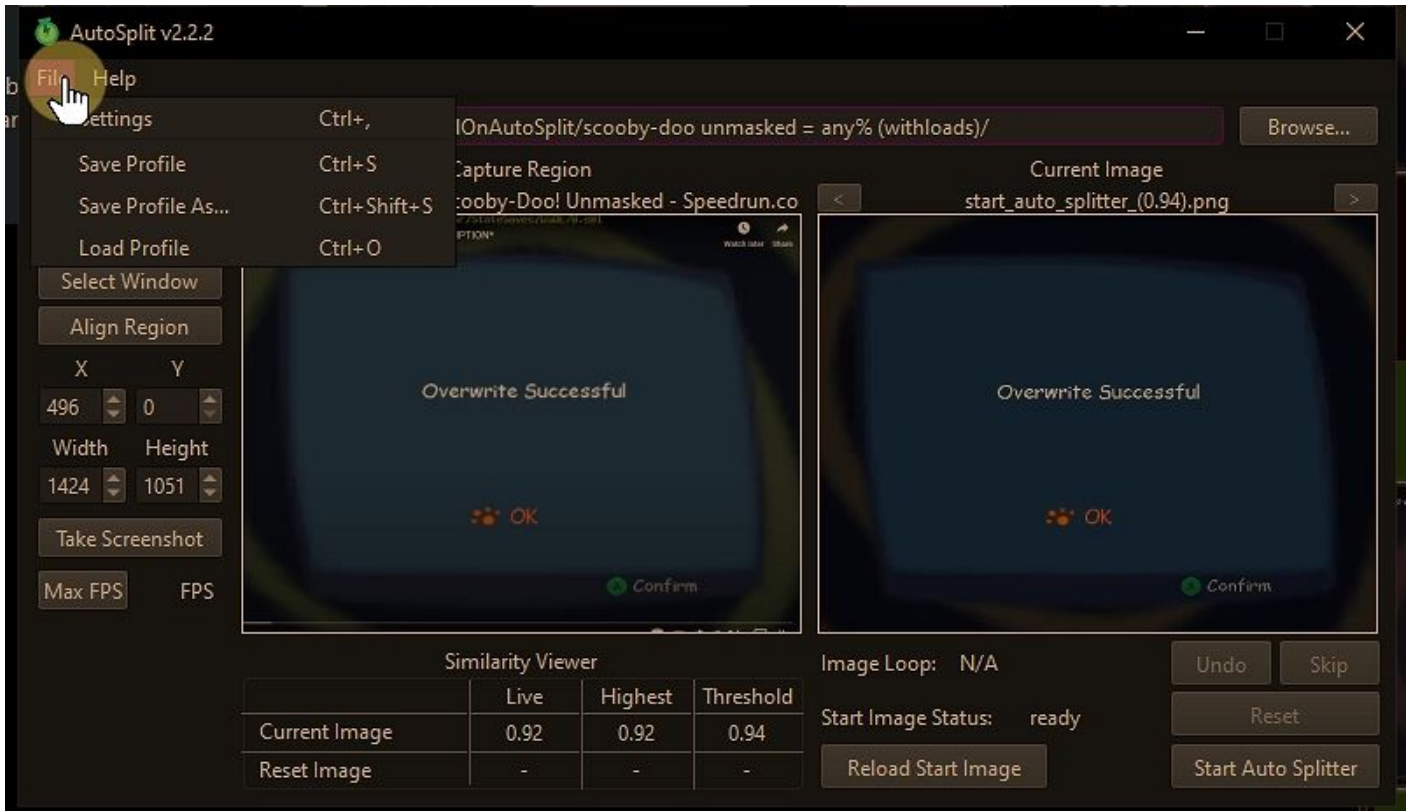 AutoSplit v2.2.2
File Help
Settings Ctrl+,
Save Profile Ctrl+S
Save Profile As... Ctrl+Shift+S
Load Profile Ctrl+O
lOnAutoSplit/scooby-doo unmasked = any% (withloads)/
Browse...
Capture Region
Current Image
cooby-Doo! Unmasked - Speedrun.co
<
start_auto_splitter_(0.94).png
>
Select Window
Align Region
X Y
496 0
Width Height
1424 1051
Take Screenshot
Max FPS FPS
Watch later Share
Overwrite Successful
OK
Confirm
Overwrite Successful
OK
Confirm
Similarity Viewer
Live Highest Threshold
Current Image 0.92 0.92 0.94
Reset Image - - -
Image Loop: N/A
Undo Skip
Start Image Status: ready
Reset
Reload Start Image
Start Auto Splitter